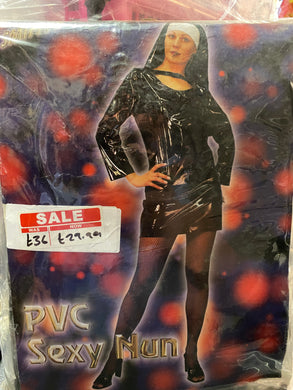 SALE
WAS NOW
£36 £29.99
PVC
Sexy Nun